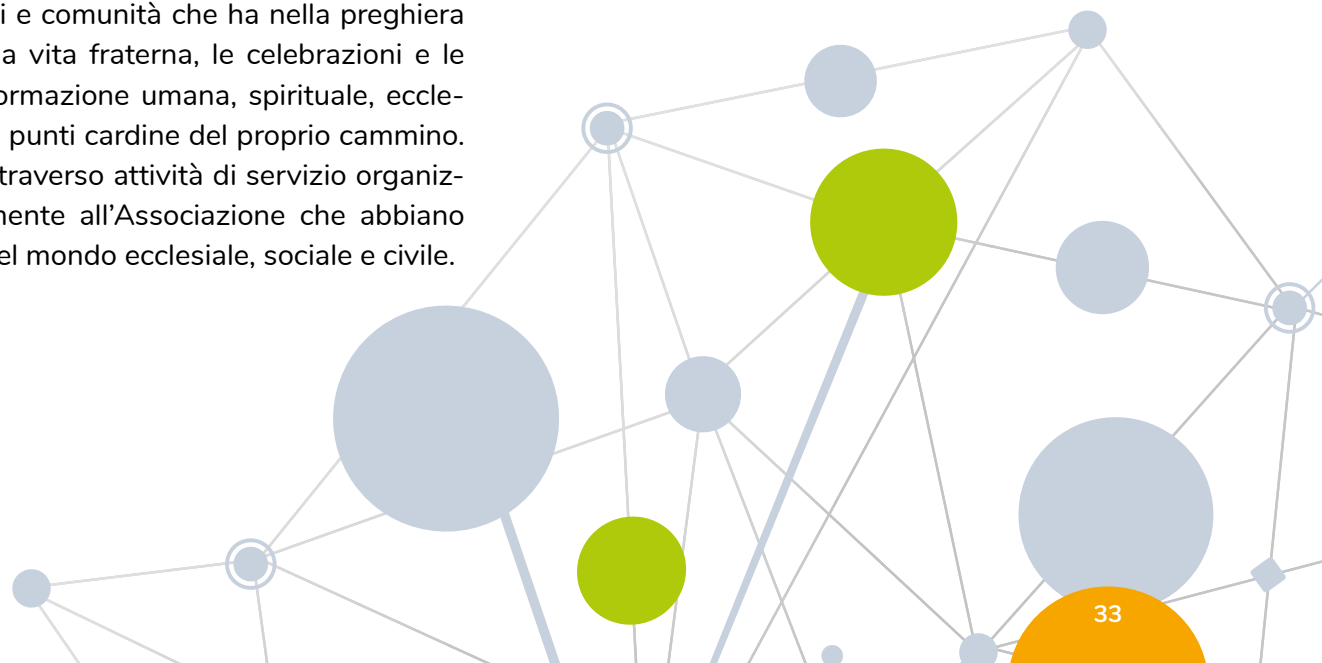 i e comunità che ha nella preghiera
a vita fraterna, le celebrazioni e le
ormazione umana, spirituale, eccle-
punti cardine del proprio cammino.
traverso attività di servizio organiz-
mente all’Associazione che abbiano
el mondo ecclesiale, sociale e civile.
33